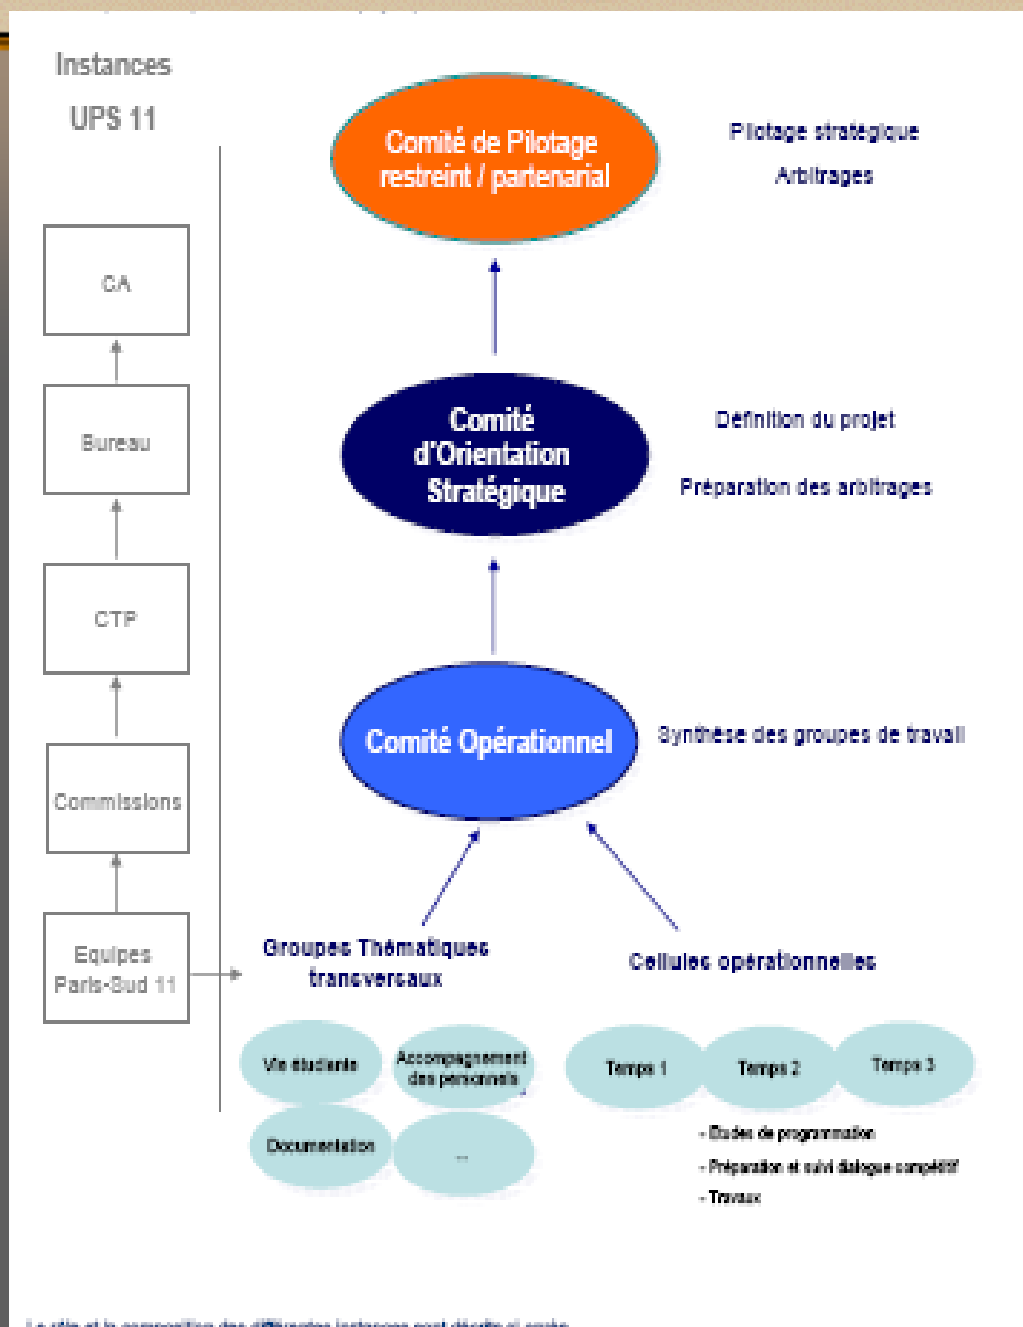 Instances
UPS 11
CA
Bureau
CTP
Commissions
Equipes
Paris-Sud 11
Comité de Pilotage
restreint / partenarial
Pilotage stratégique
Arbitrages
Comité
d'Orientation
Stratégique
Définition du projet
Préparation des arbitrages
Comité Opérationnel
Synthèse des groupes de travail
Groupes Thématiques
transversaux
Cellules opérationnelles
Vie étudiante
Accompagnement
des personnels
Documentation
...
Temps 1
Temps 2
Temps 3
- Etudes de programmation
- Préparation et suivi dialogue compétitif
- Travaux